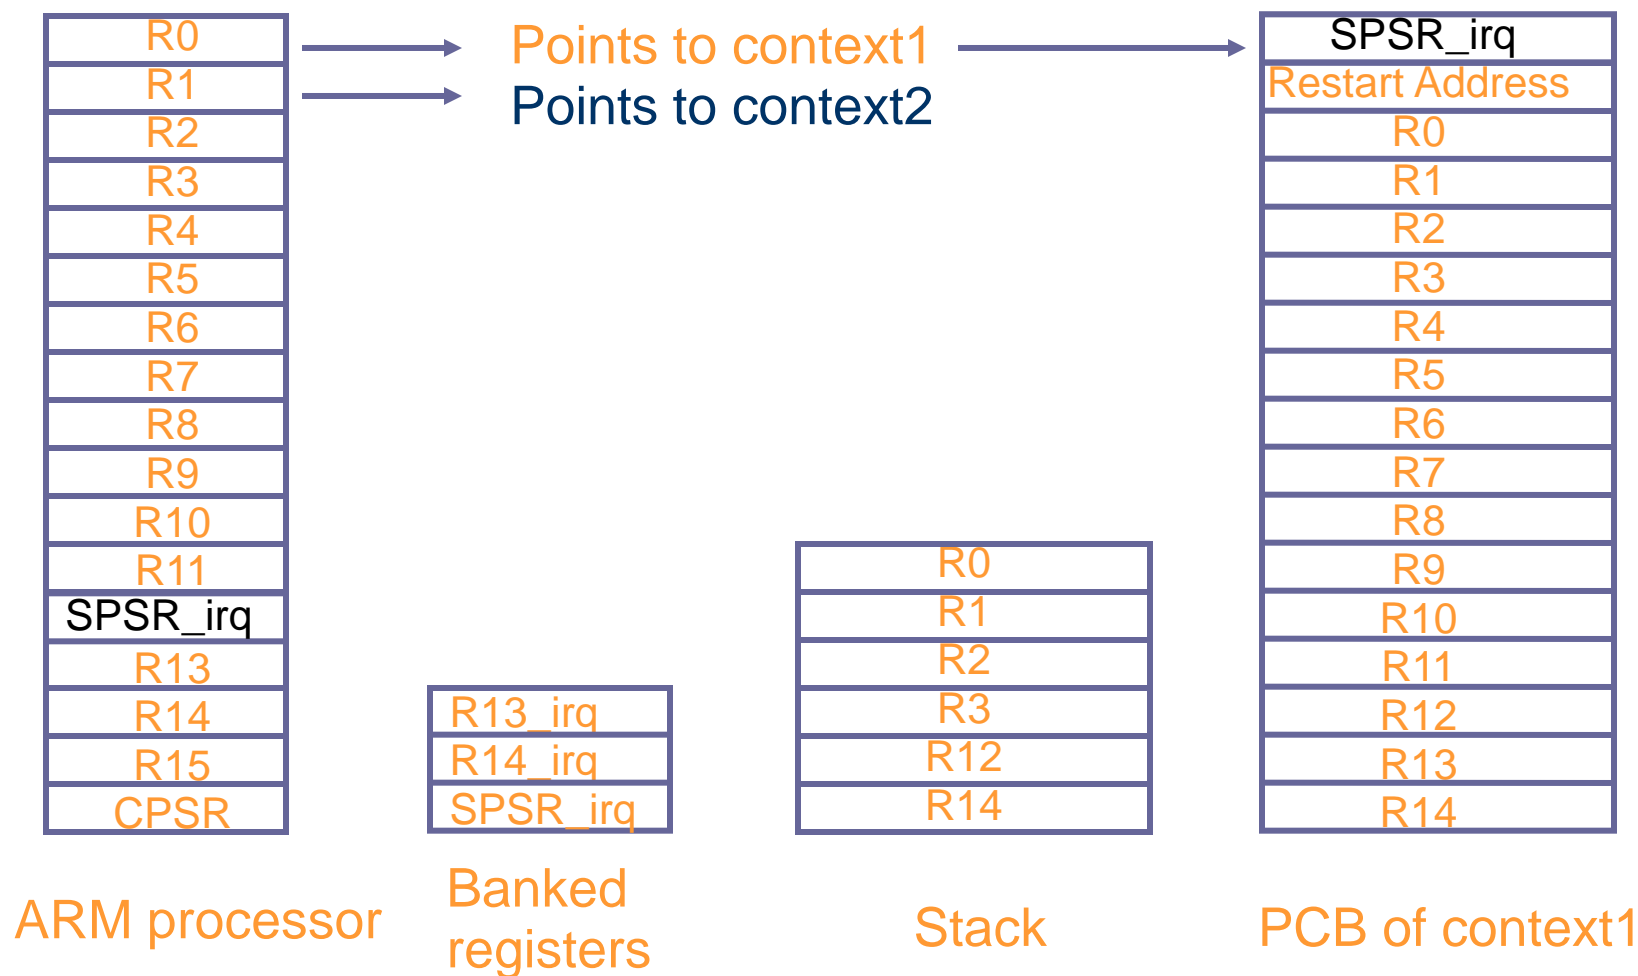 R0
R1
R2
R3
R4
R5
R6
R7
R8
R9
R10
R11
SPSR_irq
R13
R14
R15
CPSR
ARM processor
Points to context1
Points to context2
R13_irq
R14_irq
SPSR_irq
Banked
registers
R0
R1
R2
R3
R12
R14
Stack
SPSR_irq
Restart Address
R0
R1
R2
R3
R4
R5
R6
R7
R8
R9
R10
R11
R12
R13
R14
PCB of context1